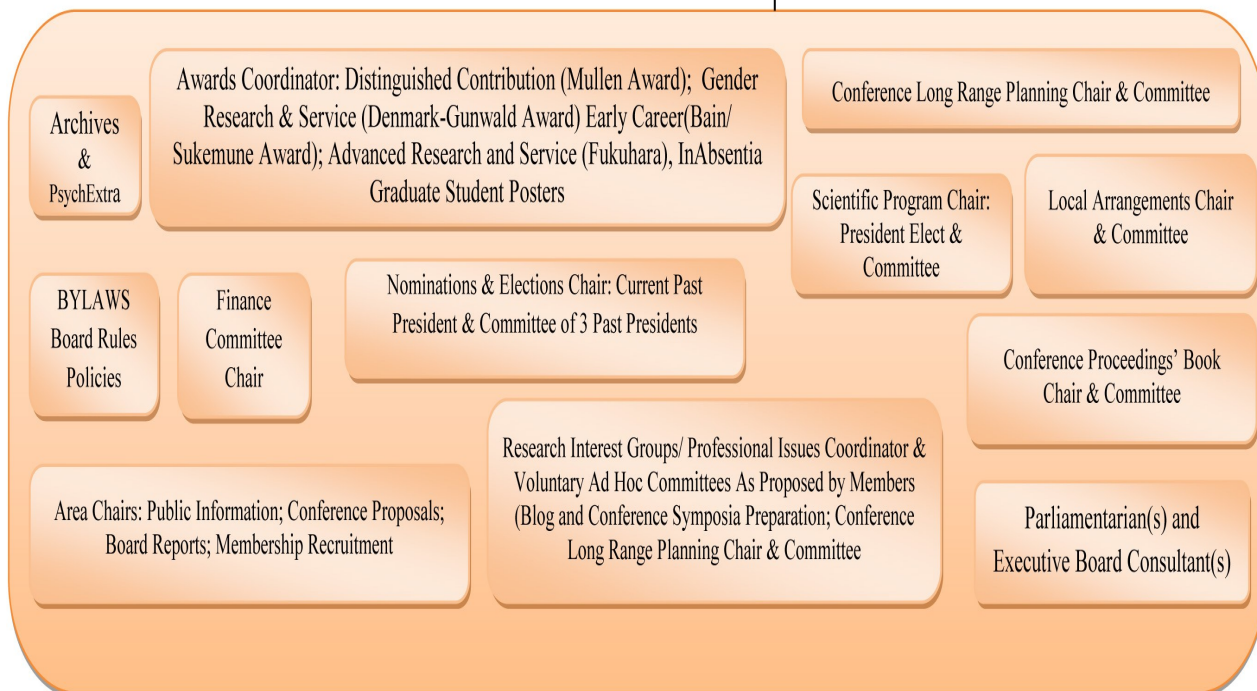 Archives
&
PsychExtra
Awards Coordinator: Distinguished Contribution (Mullen Award); Gender
Research & Service (Denmark-Gunwald Award) Early Career(Bain/
Sukemune Award); Advanced Research and Service (Fukuhara), InAbsentia
Graduate Student Posters
Conference Long Range Planning Chair & Committee
Scientific Program Chair:
President Elect &
Committee
Local Arrangements Chair
& Committee
BYLAWS
Board Rules
Policies
Finance
Committee
Chair
Nominations & Elections Chair: Current Past
President & Committee of 3 Past Presidents
Conference Proceedings’ Book
Chair & Committee
Area Chairs: Public Information; Conference Proposals;
Board Reports; Membership Recruitment
Research Interest Groups/ Professional Issues Coordinator &
Voluntary Ad Hoc Committees As Proposed by Members
(Blog and Conference Symposia Preparation; Conference
Long Range Planning Chair & Committee
Parliamentarian(s) and
Executive Board Consultant(s)